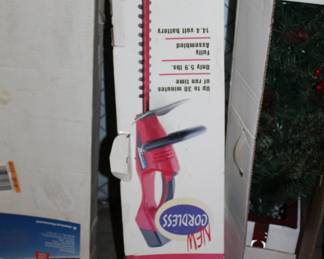 NEW
CORDLESS
Up to 30 minutes
of run time
Only 5.9 lbs.
Fully
Assembled
14.4 volt battery